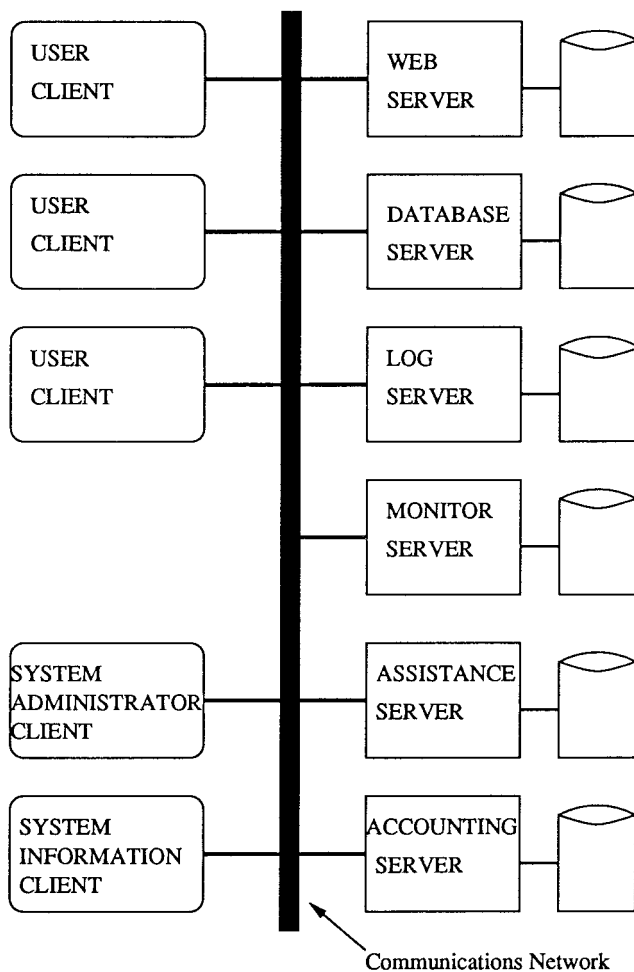 USER
CLIENT
WEB
SERVER
USER
CLIENT
DATABASE
SERVER
USER
CLIENT
LOG
SERVER
MONITOR
SERVER
SYSTEM
ADMINISTRATOR
CLIENT
ASSISTANCE
SERVER
SYSTEM
INFORMATION
CLIENT
ACCOUNTING
SERVER
Communications Network